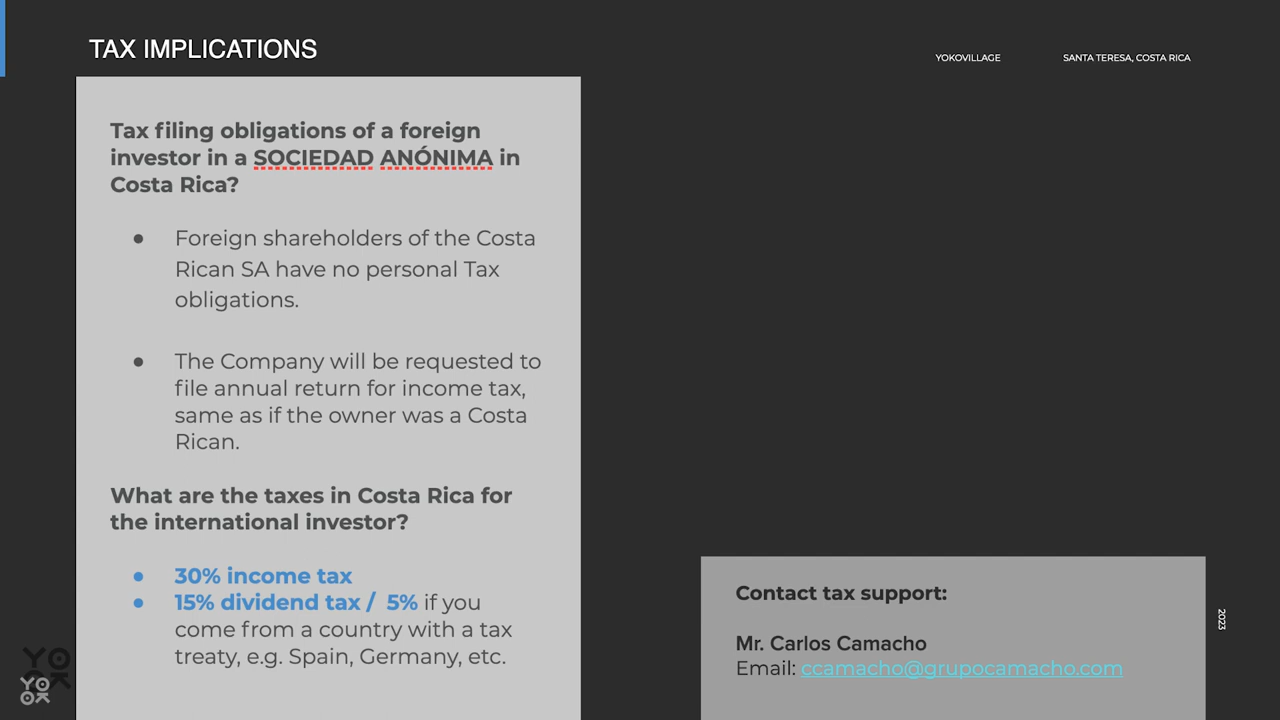 TAX IMPLICATIONS
YOKOVILLAGE
SANTA TERESA, COSTA RICA
Tax filing obligations of a foreign
investor in a SOCIEDAD ANÓNIMA in
Costa Rica?
● Foreign shareholders of the Costa
Rican SA have no personal Tax
obligations.
● The Company will be requested to
file annual return for income tax,
same as if the owner was a Costa
Rican.
What are the taxes in Costa Rica for
the international investor?
● 30% income tax
● 15% dividend tax / 5% if you
come from a country with a tax
treaty, e.g. Spain, Germany, etc.
Contact tax support:
Mr. Carlos Camacho
Email: ccamacho@grupocamacho.com
2023
YO
OK
YO
OK